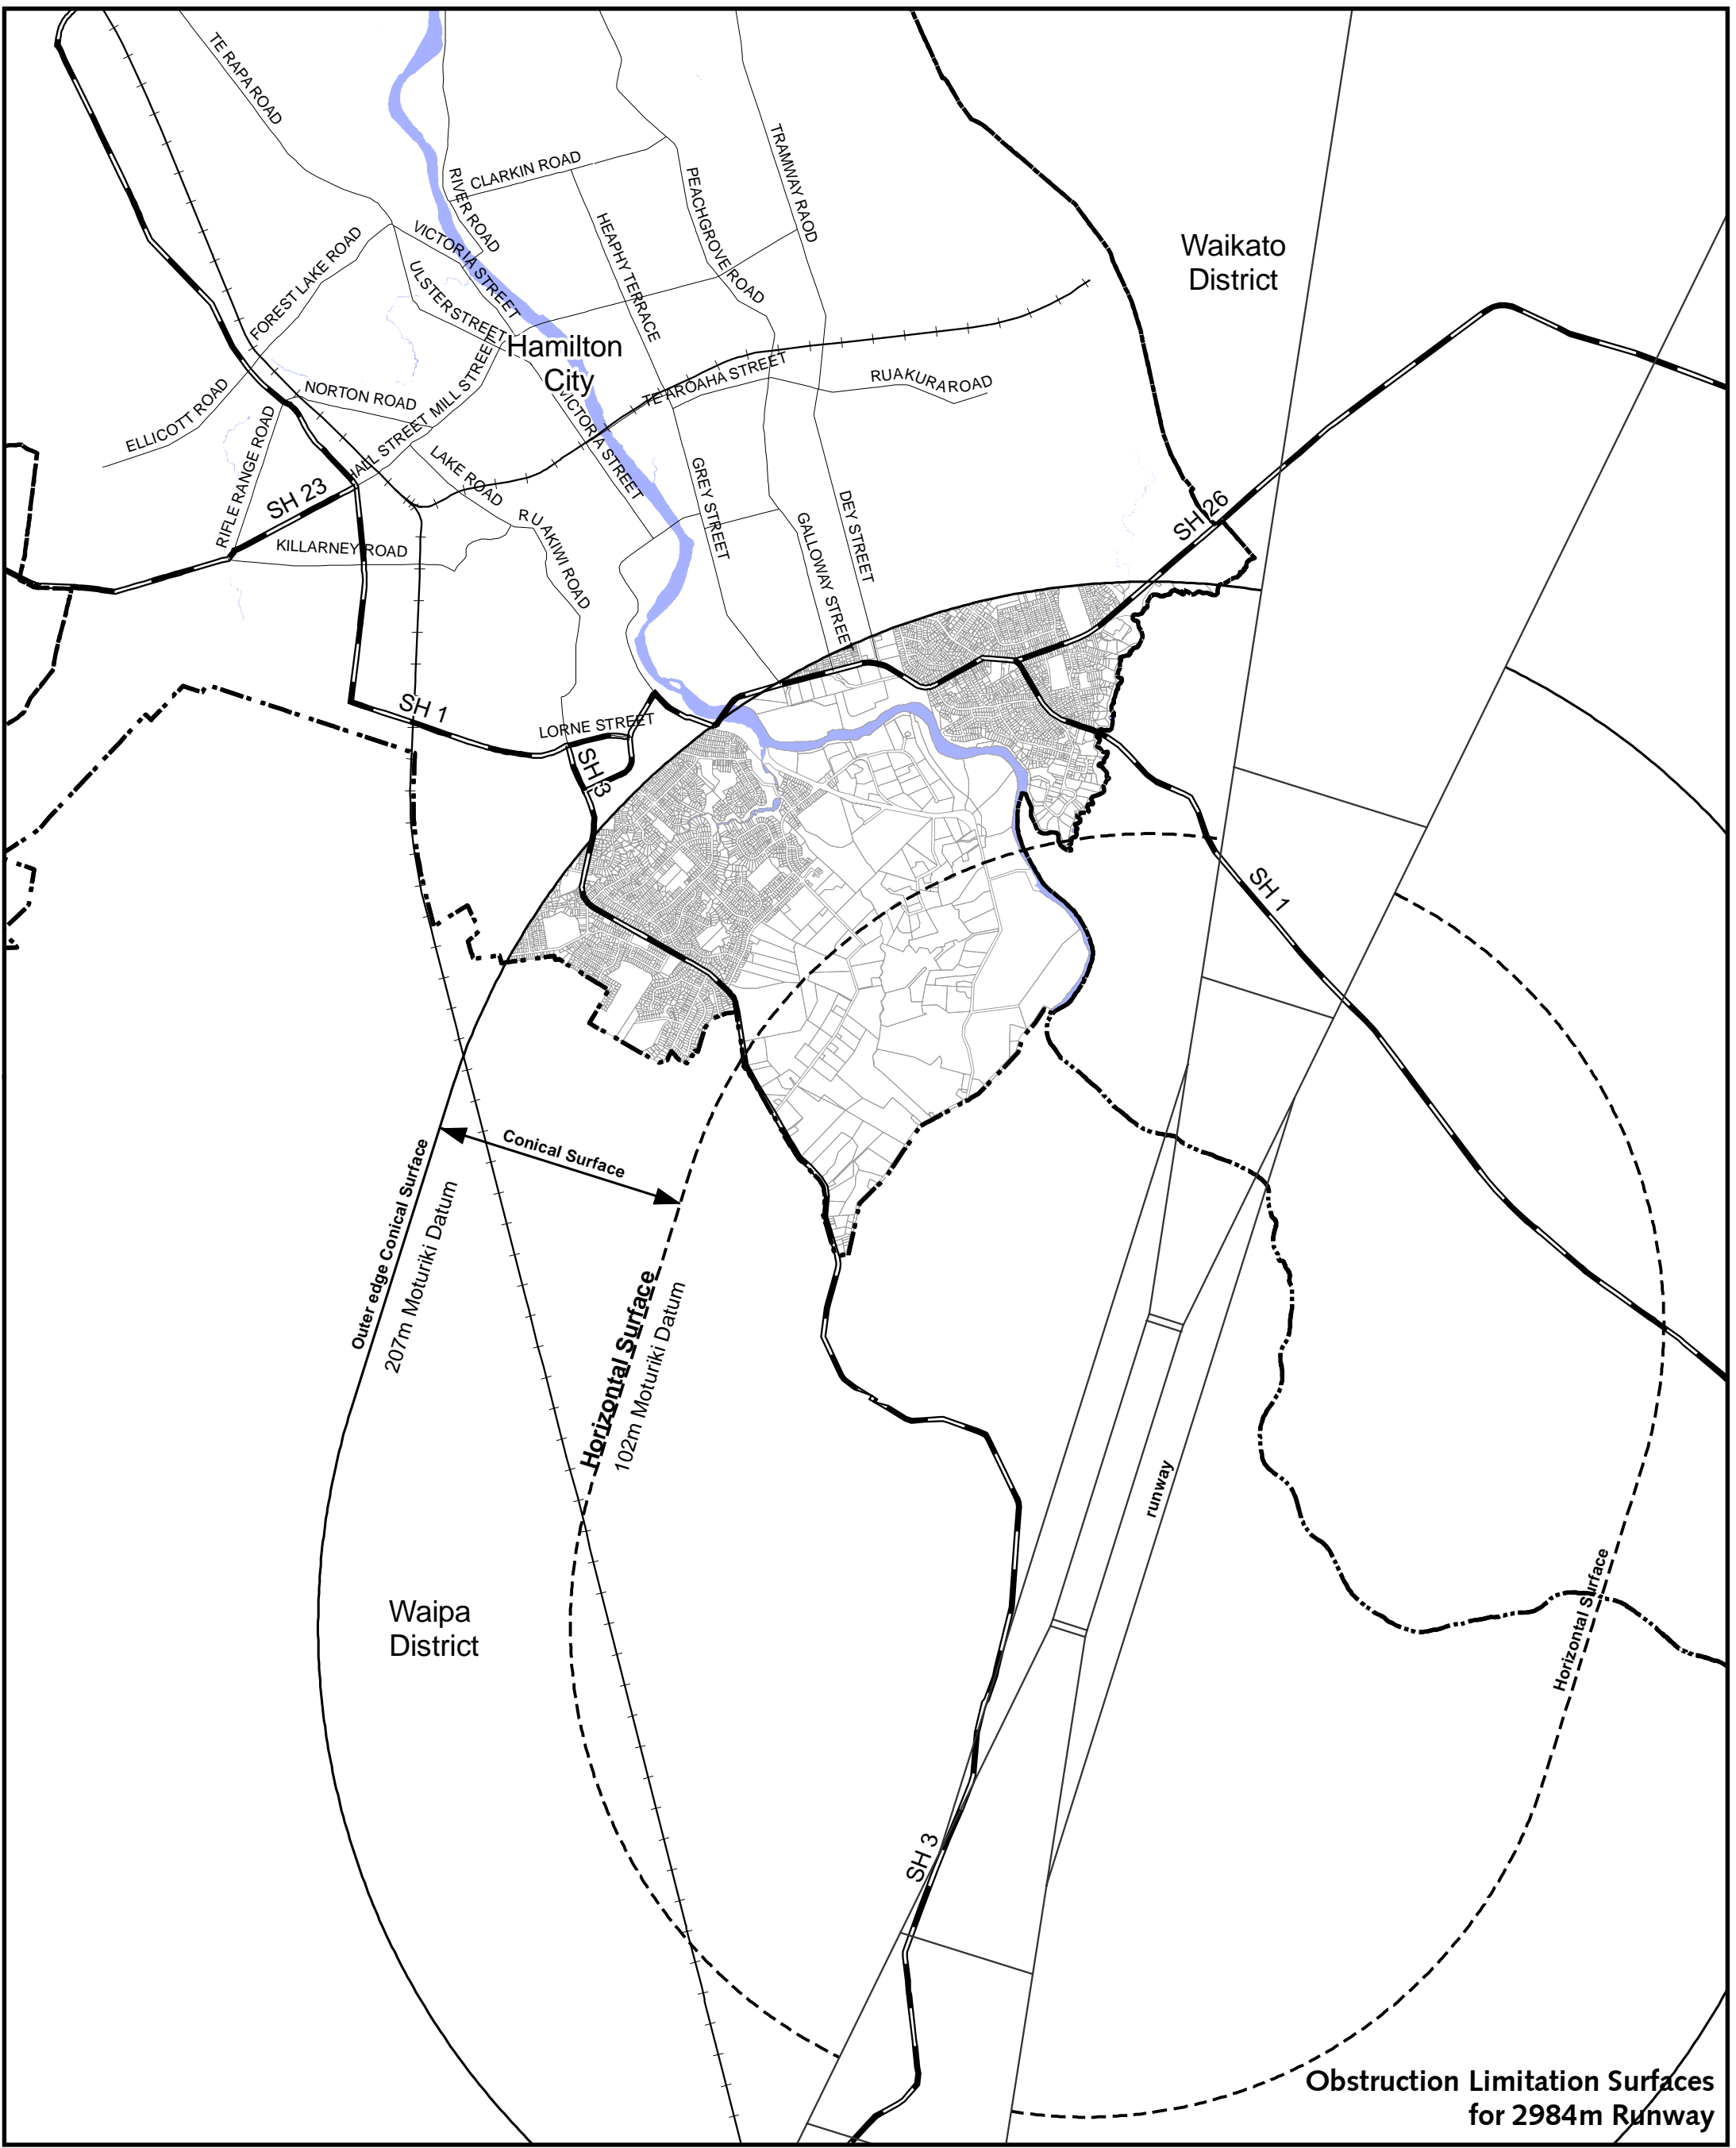 TE RAPA ROAD
CLARKIN ROAD
RIVER ROAD
TRAMWAY RAOD
PEACHGROVE ROAD
HEAPHY TERRACE
VICTORIA STREET
FOREST LAKE ROAD
ULSTER STREET
Waikato
District
Hamilton
City
TE AROAHA STREET
RUAKURA ROAD
NORTON ROAD
MILL STREET
ELLICOTT ROAD
HALL STREET
VICTORIA STREET
RIFLE RANGE ROAD
LAKE ROAD
SH 23
GREY STREET
DEY STREET
SH 26
RUAKIWI ROAD
KILLARNEY ROAD
GALLOWAY STREET
SH 1
LORNE STREET
SH 3
SH 1
Conical Surface
Outer edge Conical Surface
207m Moturiki Datum
Horizontal Surface
102m Moturiki Datum
runway
Horizontal Surface
Waipa
District
SH 3
Obstruction Limitation Surfaces
for 2984m Runway